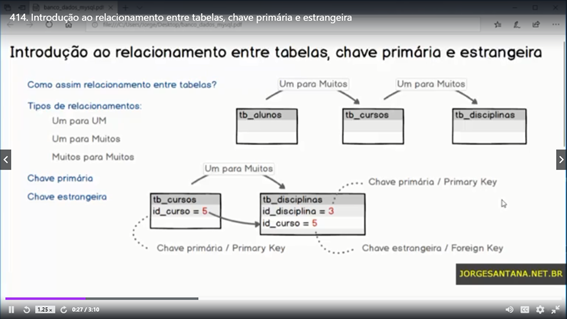 414. Introdução ao relacionamento entre tabelas, chave primária e estrangeira
Introdução ao relacionamento entre tabelas, chave primária e estrangeira
Como assim relacionamento entre tabelas?
Tipos de relacionamentos:
Um para UM
Um para Muitos
Muitos para Muitos
Chave primária
Chave estrangeira
Um para Muitos
Um para Muitos
tb_alunos
tb_cursos
tb_disciplinas
Um para Muitos
tb_cursos
id_curso = 5
tb_disciplinas
id_disciplina = 3
id_curso = 5
Chave primária / Primary Key
Chave primária / Primary Key
Chave estrangeira / Foreign Key
JORGESANTANA.NET.BR
1.25x
0:27 / 3:10